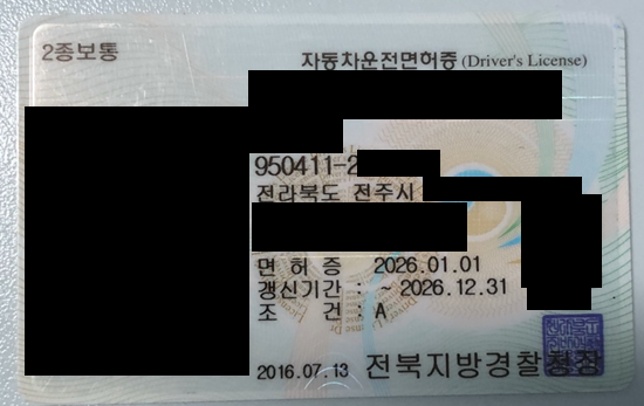 2종보통
자동차운전면허증 (Driver's License)
950411-2
전라북도 전주시
면 허 증 2026.01.01
갱신기간 : ~ 2026.12.31
조 건 : A
2016.07.13 전북지방경찰청장